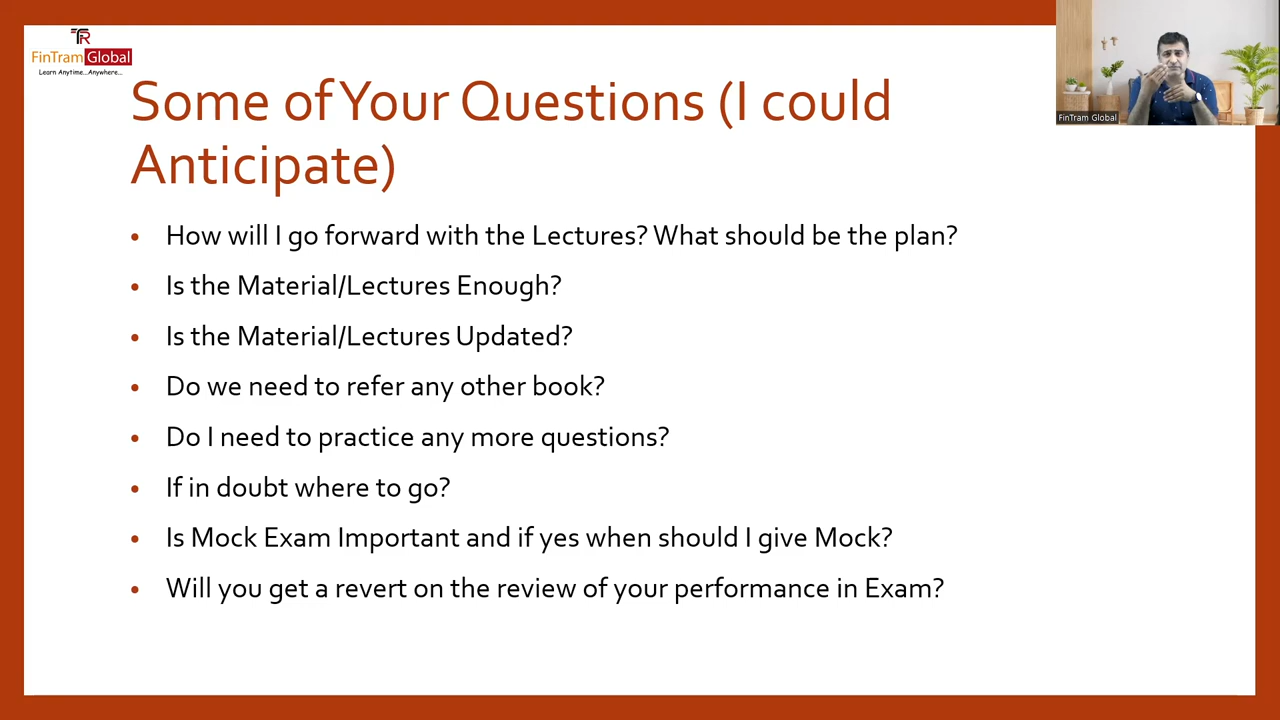 TR
FinTram Global
Learn Anytime...Anywhere...
Some of Your Questions (I could
Anticipate)
FinTram Global
• How will I go forward with the Lectures? What should be the plan?
• Is the Material/Lectures Enough?
• Is the Material/Lectures Updated?
• Do we need to refer any other book?
• Do I need to practice any more questions?
• If in doubt where to go?
• Is Mock Exam Important and if yes when should I give Mock?
• Will you get a revert on the review of your performance in Exam?